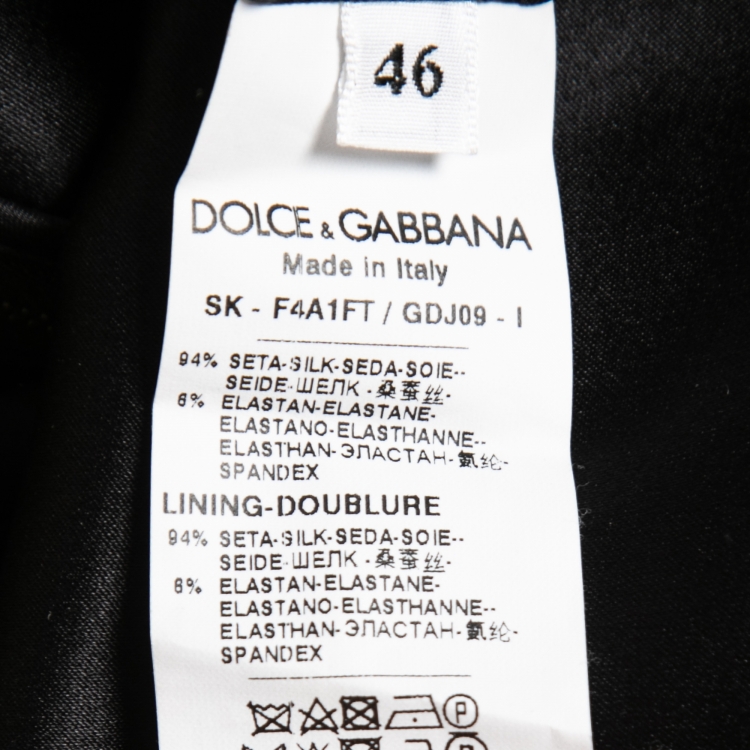 46
DOLCE & GABBANA
Made in Italy
SK - F4A1FT / GDJ09 - I
94% SETA-SILK-SEDA-SOIE--
SEIDE-ШЕЛК - 桑蚕丝-
6% ELASTAN-ELASTANE-
ELASTANO-ELASTHANNE--
ELASTHAN-ЭЛАСТАН-氨纶-
SPANDEX
LINING-DOUBLURE
94% SETA-SILK-SEDA-SOIE--
SEIDE-ШЕЛК - 桑蚕丝-
6% ELASTAN-ELASTANE-
ELASTANO-ELASTHANNE--
ELASTHAN-ЭЛАСТАН-氨纶-
SPANDEX
P